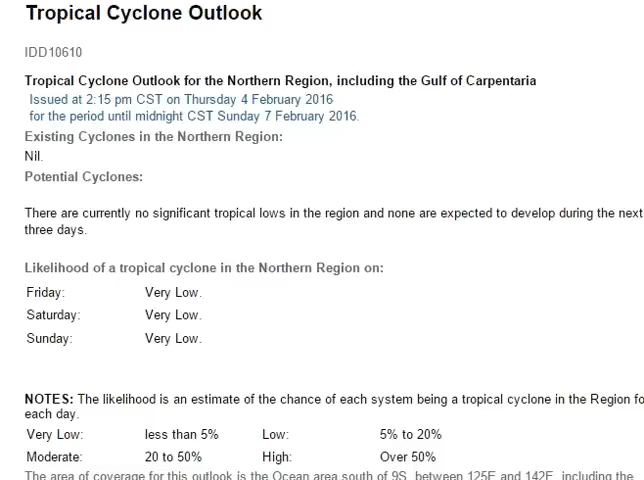 Tropical Cyclone Outlook
IDD10610
Tropical Cyclone Outlook for the Northern Region, including the Gulf of Carpentaria
Issued at 2:15 pm CST on Thursday 4 February 2016
for the period until midnight CST Sunday 7 February 2016.
Existing Cyclones in the Northern Region:
Nil.
Potential Cyclones:
There are currently no significant tropical lows in the region and none are expected to develop during the next
three days.
Likelihood of a tropical cyclone in the Northern Region on:
Friday: Very Low.
Saturday: Very Low.
Sunday: Very Low.
NOTES: The likelihood is an estimate of the chance of each system being a tropical cyclone in the Region fo
each day.
Very Low: less than 5% Low: 5% to 20%
Moderate: 20 to 50% High: Over 50%
The area of coverage for this outlook is the Ocean area south of 9S, between 125E and 142E, including the